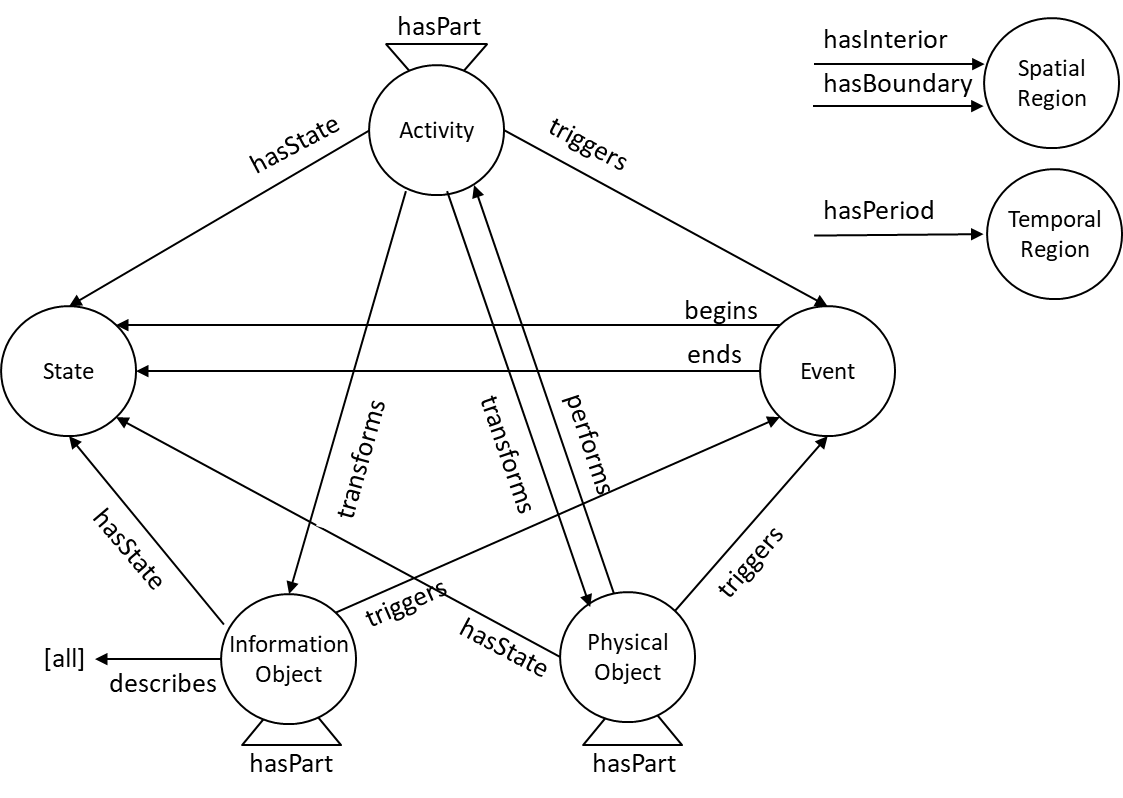 hasPart
hasInterior
Spatial
Region
hasBoundary
Activity
hasState
triggers
hasPeriod
Temporal
Region
begins
State
ends
Event
transforms
transforms
performs
hasState
triggers
triggers
hasState
Information
Object
Physical
Object
[all]
describes
hasPart
hasPart